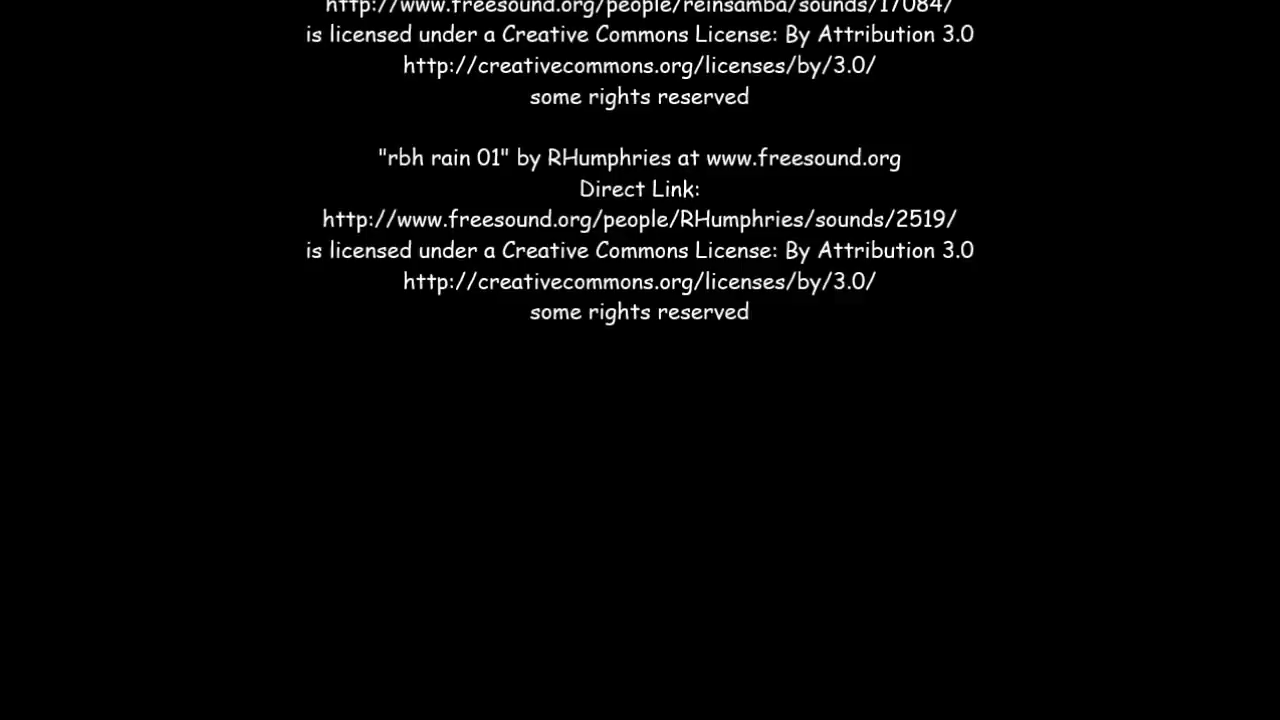 http://www.freesound.org/people/reinsamba/sounds/17084/
is licensed under a Creative Commons License: By Attribution 3.0
http://creativecommons.org/licenses/by/3.0/
some rights reserved
"rbh rain 01" by RHumphries at www.freesound.org
Direct Link:
http://www.freesound.org/people/RHumphries/sounds/2519/
is licensed under a Creative Commons License: By Attribution 3.0
http://creativecommons.org/licenses/by/3.0/
some rights reserved